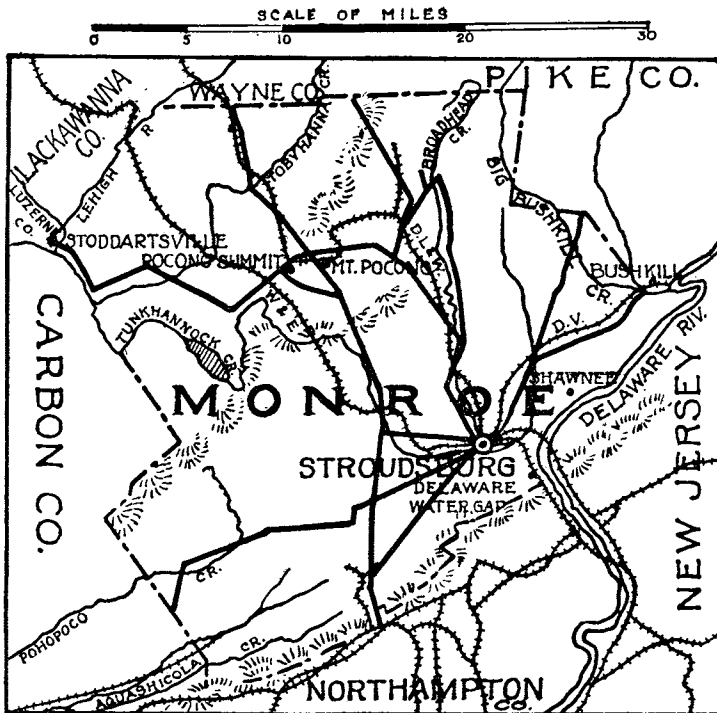 SCALE OF MILES
0 5 10 20 30
PIKE CO.
WAYNE CO.
LACKAWANNA
CO.
LEHIGH
R
TOBYHANNA
CR.
BROADHEAD
CR.
LUZERN
CO.
BIG
BUSHKILL
CR.
STODDARTSVILLE
POCONO SUMMIT
MT. POCONO
BUSHKILL
D.V.
TUNKHANNOCK
CR.
SHAWNEE
DELAWARE
RIV.
CARBON CO.
MONROE
STROUDSBURG
DELAWARE
WATER GAP
NEW JERSEY
CR.
POHOPOCO
AQUASHICOLA
CR.
NORTHAMPTON
CO.